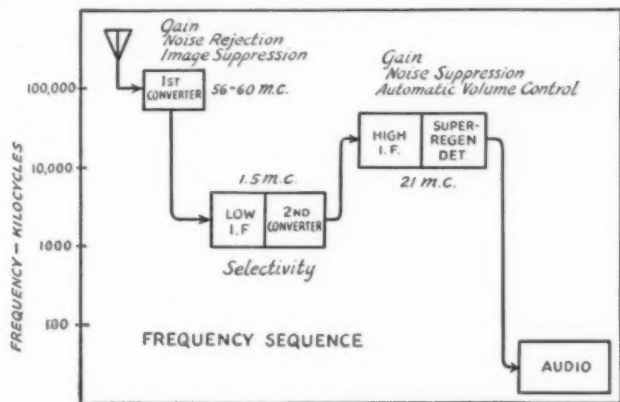 Gain
Noise Rejection
Image Suppression
1ST
CONVERTER
56-60 m.c.
Gain
Noise Suppression
Automatic Volume Control
HIGH
I.F.
SUPER-
REGEN
DET.
21 m.c.
1.5 m.c.
LOW
I.F
2ND
CONVERTER
Selectivity
FREQUENCY - KILOCYCLES
100,000
10,000
1000
100
FREQUENCY SEQUENCE
AUDIO